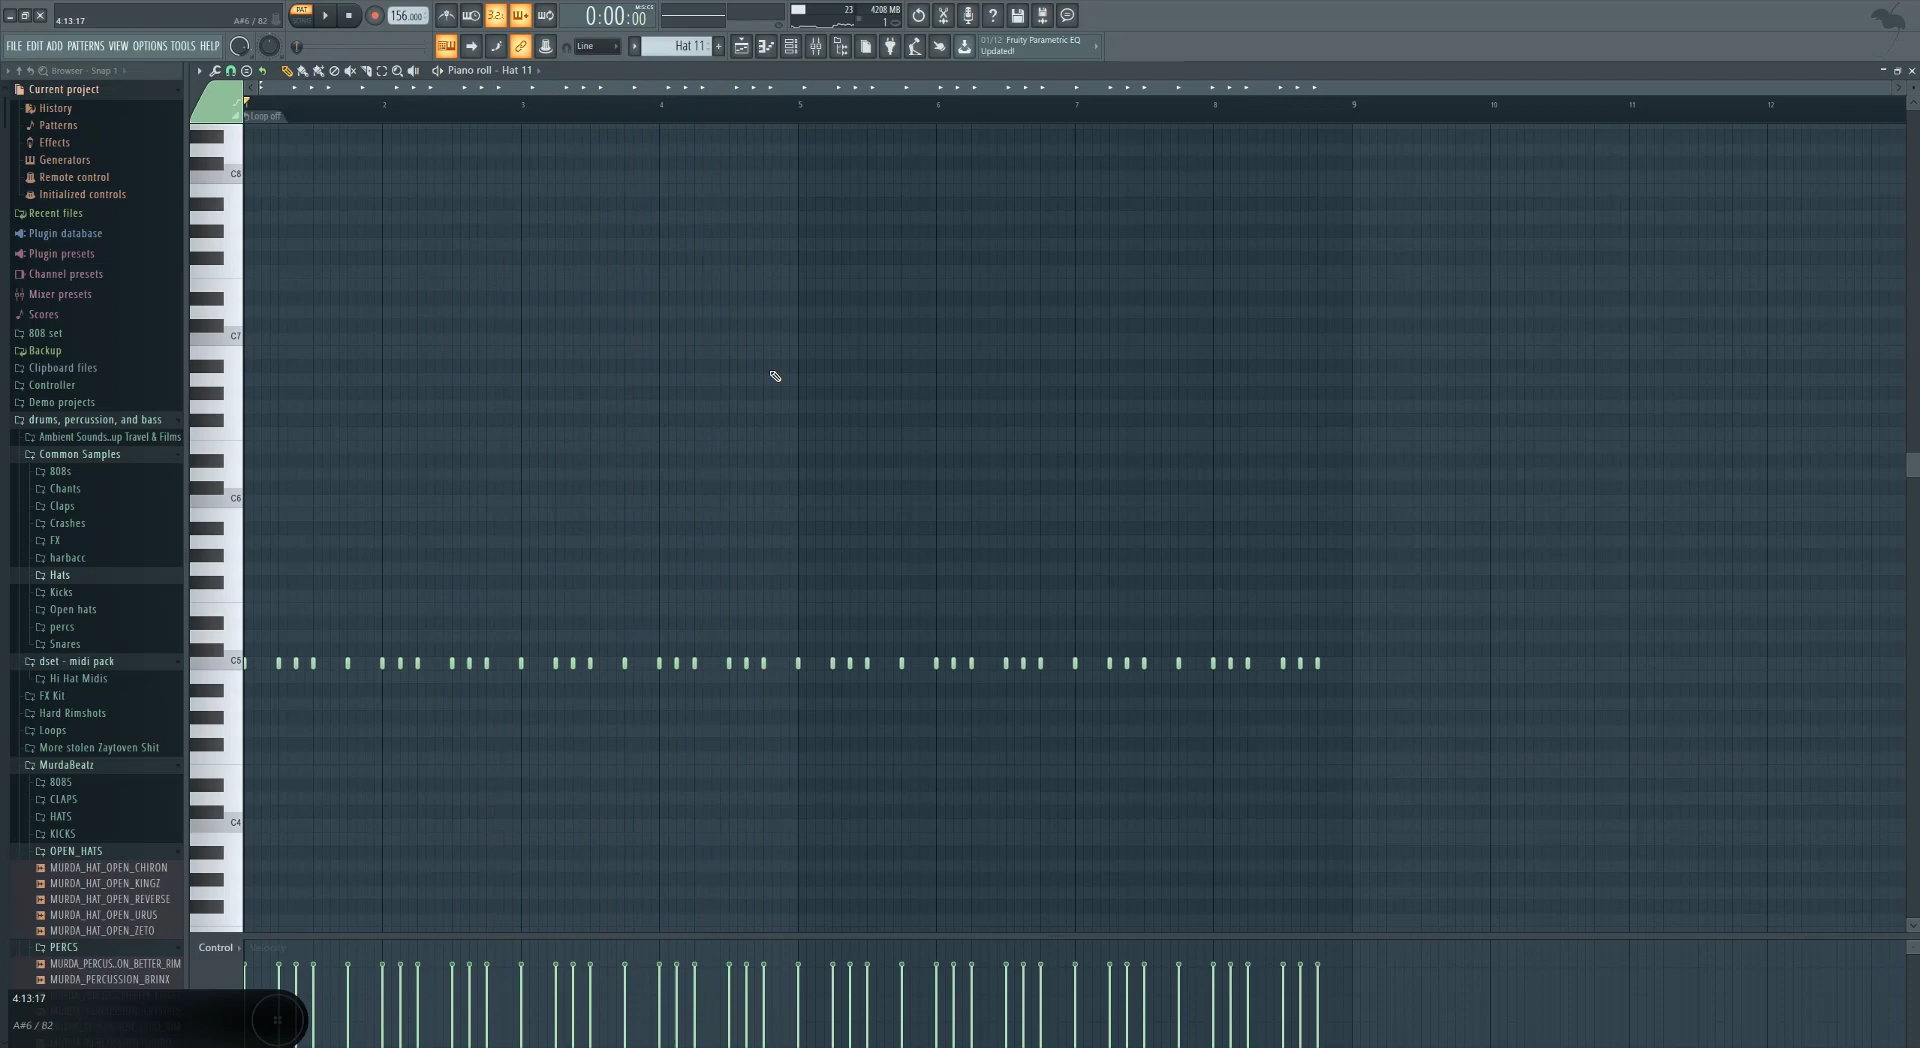 4:13:17
A#6 / 82
PAT
SONG
156.000
3.2.
0:00:00
M:S:CS
23
4208 MB
1
FILE EDIT ADD PATTERNS VIEW OPTIONS TOOLS HELP
Line
Hat 11
+
01/12 Fruity Parametric EQ
Updated!
Browser - Snap 1
Piano roll - Hat 11
Current project
History
Patterns
Effects
Generators
Remote control
Initialized controls
Recent files
Plugin database
Plugin presets
Channel presets
Mixer presets
Scores
808 set
Backup
Clipboard files
Controller
Demo projects
drums, percussion, and bass
Ambient Sounds..up Travel & Films
Common Samples
808s
Chants
Claps
Crashes
FX
harbacc
Hats
Kicks
Open hats
percs
Snares
dset - midi pack
Hi Hat Midis
FX Kit
Hard Rimshots
Loops
More stolen Zaytoven Shit
MurdaBeatz
808S
CLAPS
HATS
KICKS
OPEN_HATS
MURDA_HAT_OPEN_CHIRON
MURDA_HAT_OPEN_KINGZ
MURDA_HAT_OPEN_REVERSE
MURDA_HAT_OPEN_URUS
MURDA_HAT_OPEN_ZETO
PERCS
MURDA_PERCUS..ON_BETTER_RIM
MURDA_PERCUSSION_BRINX
4:13:17
A#6 / 82
2 3 4 5 6 7 8 9 10 11 12
Loop off
C8
C7
C6
C5
C4
Control
Velocity